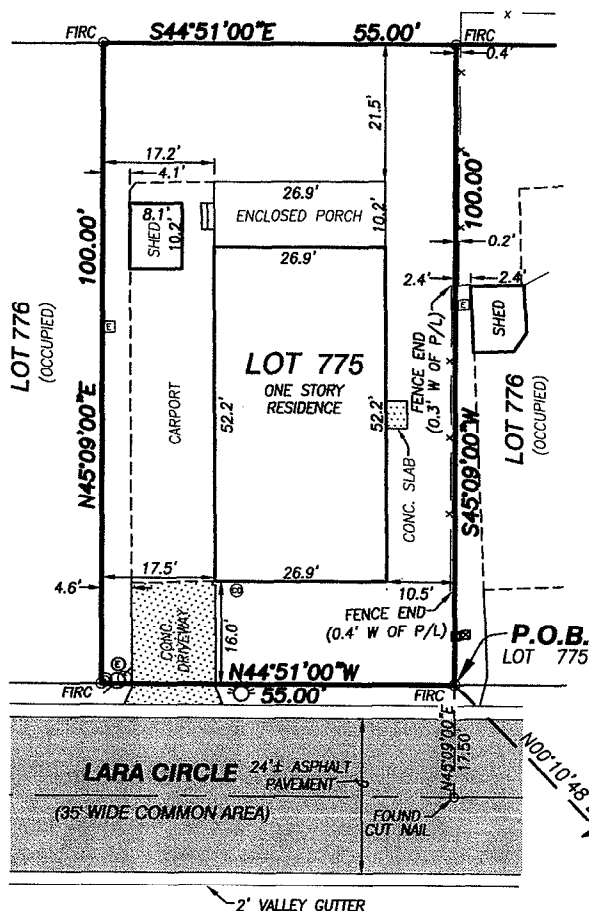 x
FIRC
S44°51'00"E
55.00'
FIRC
0.4'
21.5'
17.2'
4.1'
26.9'
ENCLOSED PORCH
10.2'
8.1'
SHED
10.2'
100.00'
100.00'
0.2'
26.9'
2.4'
2.4'
E
E
SHED
LOT 776
(OCCUPIED)
LOT 775
ONE STORY
RESIDENCE
FENCE END
(0.3' W OF P/L)
LOT 776
(OCCUPIED)
CARPORT
52.2'
52.2'
CONC. SLAB
N45°09'00"E
S45°09'00"W
17.5'
26.9'
10.5'
4.6'
CONC.
DRIVEWAY
16.0'
FENCE END
(0.4' W OF P/L)
P.O.B.
LOT 775
E
FIRC
N44°51'00"W
55.00'
FIRC
17.50'
N00°10'48"
LARA CIRCLE
24'± ASPHALT
PAVEMENT
(35' WIDE COMMON AREA)
FOUND
CUT NAIL
2' VALLEY GUTTER